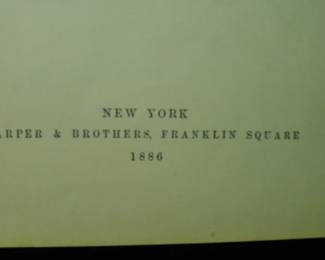 NEW YORK
ARPER & BROTHERS, FRANKLIN SQUARE
1886